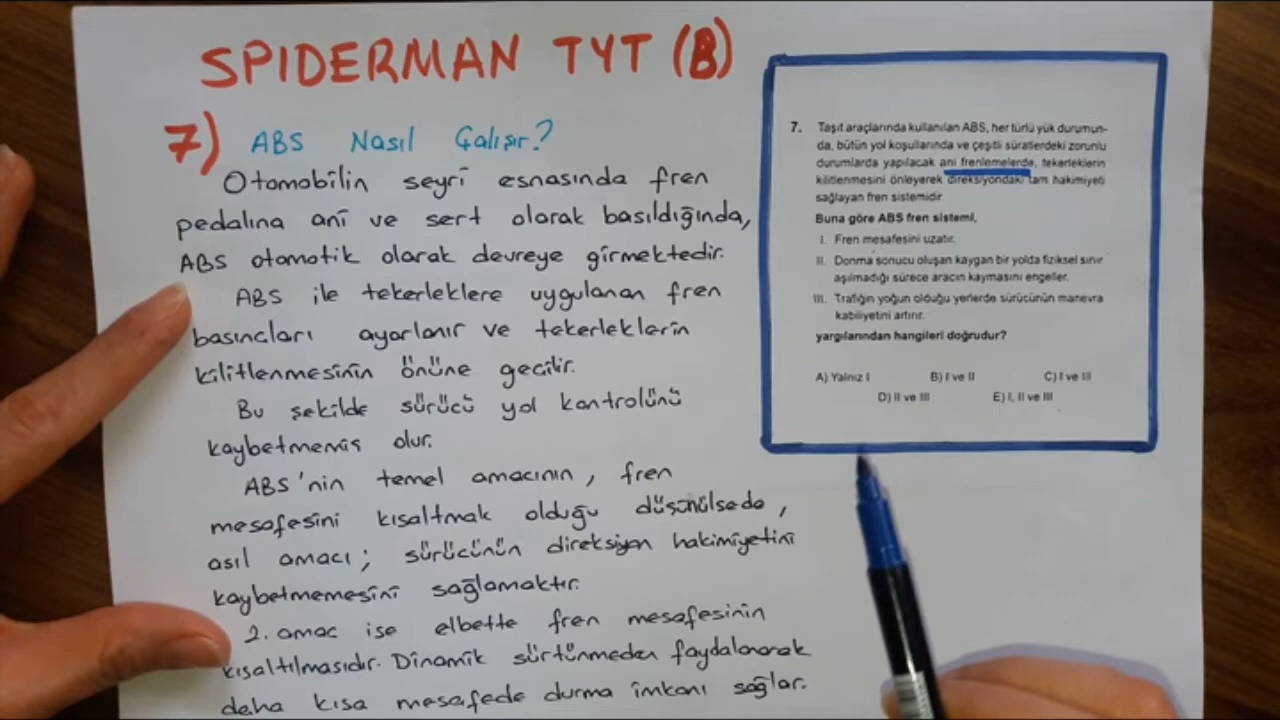 SPIDERMAN TYT (B)
7) ABS Nasıl Çalışır?
Otomobilin seyri esnasında fren
pedalına anî ve sert olarak basıldığında,
ABS otomotik olarak devreye girmektedir.
ABS ile tekerleklere uygulanan fren
basıncları ayarlanır ve tekerleklerin
kilitlenmesinin önüne geçilir.
Bu şekilde sürücü yol kontrolünü
kaybetmemiş olur.
ABS'nin temel amacının, fren
mesafesini kısaltmak olduğu düşünülsede,
asıl amacı; sürücünün direksiyon hakimiyetini
kaybetmemesini sağlamaktır.
2. amaç ise elbette fren mesafesinin
kısaltılmasıdır. Dinamik sürtünmeden faydalanarak
daha kısa mesafede durma imkanı sağlar.
7. Taşıt araçlarında kullanılan ABS, her türlü yük durumun-
da, bütün yol koşullarında ve çeşitli süratlerdeki zorunlu
durumlarda yapılacak ani frenlemelerde, tekerleklerin
kilitlenmesini önleyerek direksiyondaki tam hakimiyeti
sağlayan fren sistemidir.
Buna göre ABS fren sistemi,
I. Fren mesafesini uzatır.
II. Donma sonucu oluşan kaygan bir yolda fiziksel sınır
aşılmadığı sürece aracın kaymasını engeller.
III. Trafiğin yoğun olduğu yerlerde sürücünün manevra
kabiliyetini artırır.
yargılarından hangileri doğrudur?
A) Yalnız I B) I ve II C) I ve III
D) II ve III E) I, II ve III